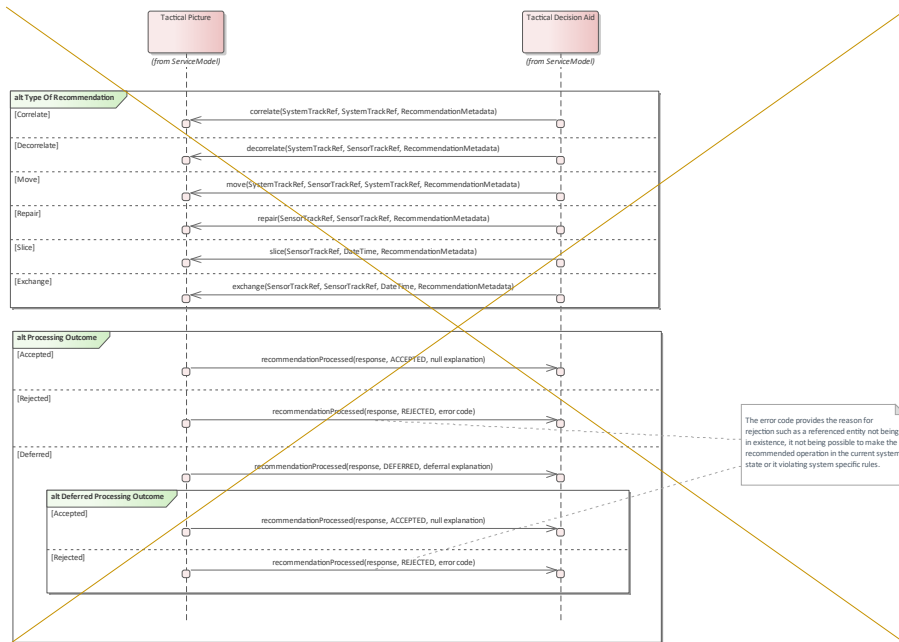 Tactical Picture
Tactical Decision Aid
(from ServiceModel)
(from ServiceModel)
alt Type Of Recommendation
[Correlate]
correlate(SystemTrackRef, SystemTrackRef, RecommendationMetadata)
[Decorrelate]
decorrelate(SystemTrackRef, SensorTrackRef, RecommendationMetadata)
[Move]
move(SystemTrackRef, SensorTrackRef, SystemTrackRef, RecommendationMetadata)
[Repair]
repair(SensorTrackRef, SensorTrackRef, RecommendationMetadata)
[Slice]
slice(SensorTrackRef, DateTime, RecommendationMetadata)
[Exchange]
exchange(SensorTrackRef, SensorTrackRef, DateTime, RecommendationMetadata)
alt Processing Outcome
[Accepted]
recommendationProcessed(response, ACCEPTED, null explanation)
[Rejected]
recommendationProcessed(response, REJECTED, error code)
The error code provides the reason for
rejection such as a referenced entity not being
in existence, it not being possible to make the
recommended operation in the current system
state or it violating system specific rules.
[Deferred]
recommendationProcessed(response, DEFERRED, deferral explanation)
alt Deferred Processing Outcome
[Accepted]
recommendationProcessed(response, ACCEPTED, null explanation)
[Rejected]
recommendationProcessed(response, REJECTED, error code)